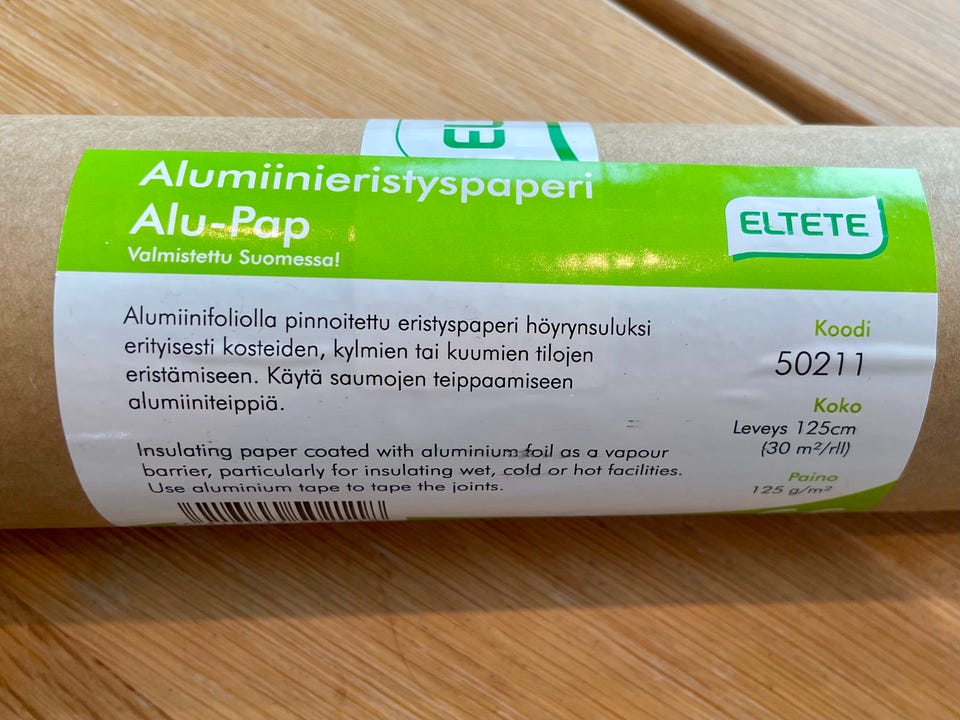 Alumiinieristyspaperi
Alu-Pap
Valmistettu Suomessa!
ELTETE
Alumiinifoliolla pinnoitettu eristyspaperi höyrynsuluksi
erityisesti kosteiden, kylmien tai kuumien tilojen
eristämiseen. Käytä saumojen teippaamiseen
alumiiniteippiä.
Insulating paper coated with aluminium foil as a vapour
barrier, particularly for insulating wet, cold or hot facilities.
Use aluminium tape to tape the joints.
Koodi
50211
Koko
Leveys 125cm
(30 m²/rll)
Paino
125 g/m²